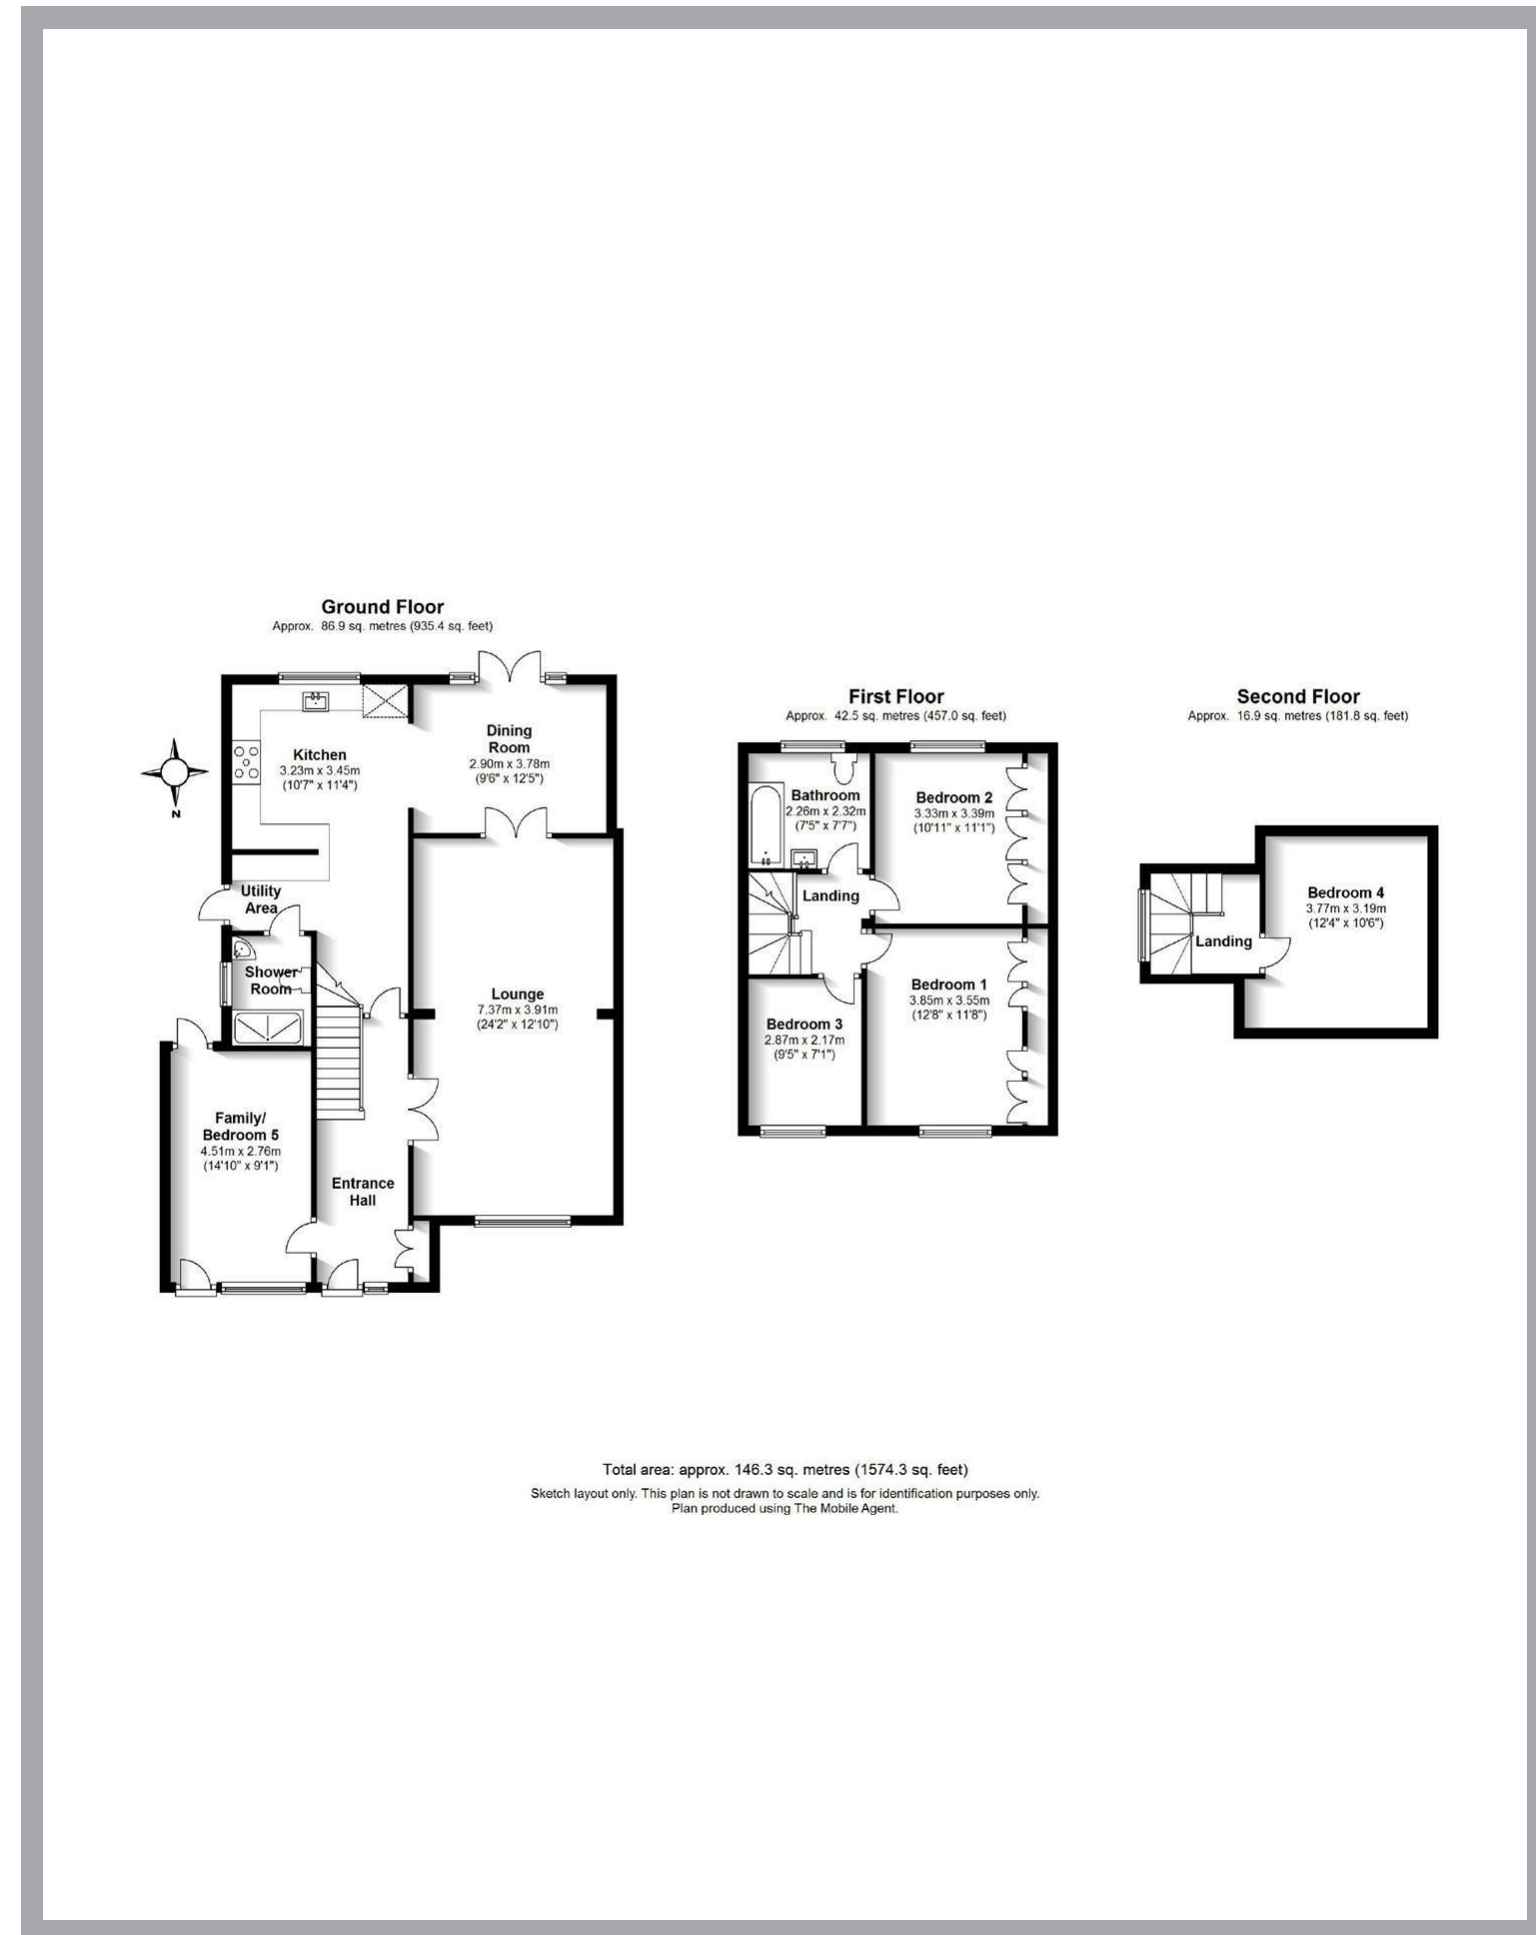 Ground Floor
Approx. 86.9 sq. metres (935.4 sq. feet)
Kitchen
3.23m x 3.45m
(10'7" x 11'4")
Dining
Room
2.90m x 3.78m
(9'6" x 12'5")
N
Utility
Area
Shower
Room
Lounge
7.37m x 3.91m
(24'2" x 12'10")
Family/
Bedroom 5
4.51m x 2.76m
(14'10" x 9'1")
Entrance
Hall
First Floor
Approx. 42.5 sq. metres (457.0 sq. feet)
Bathroom
2.26m x 2.32m
(7'5" x 7'7")
Bedroom 2
3.33m x 3.39m
(10'11" x 11'1")
Landing
Bedroom 1
3.85m x 3.55m
(12'8" x 11'8")
Bedroom 3
2.87m x 2.17m
(9'5" x 7'1")
Second Floor
Approx. 16.9 sq. metres (181.8 sq. feet)
Bedroom 4
3.77m x 3.19m
(12'4" x 10'6")
Landing
Total area: approx. 146.3 sq. metres (1574.3 sq. feet)
Sketch layout only. This plan is not drawn to scale and is for identification purposes only.
Plan produced using The Mobile Agent.